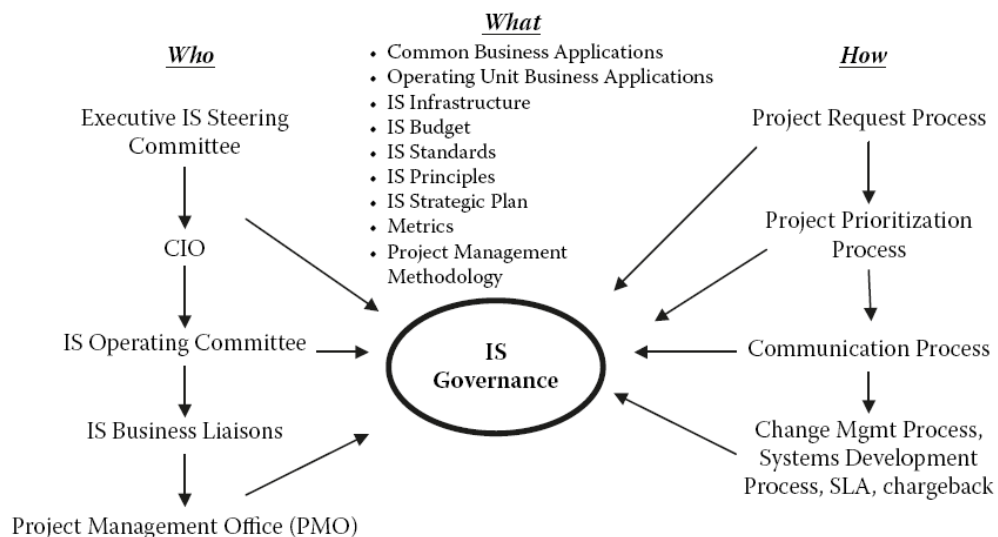 Who
Executive IS Steering
Committee
CIO
IS Operating Committee
IS Business Liaisons
Project Management Office (PMO)
What
• Common Business Applications
• Operating Unit Business Applications
• IS Infrastructure
• IS Budget
• IS Standards
• IS Principles
• IS Strategic Plan
• Metrics
• Project Management
Methodology
IS
Governance
How
Project Request Process
Project Prioritization
Process
Communication Process
Change Mgmt Process,
Systems Development
Process, SLA, chargeback